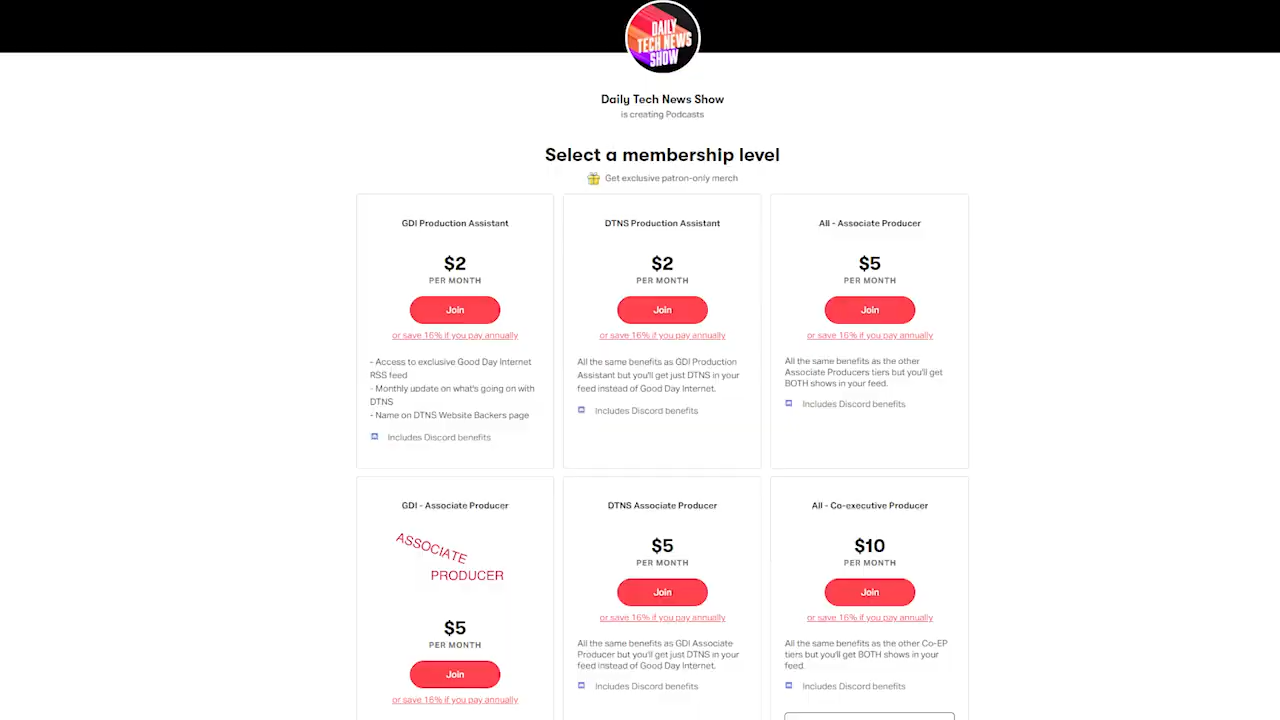 DAILY
TECH NEWS
SHOW
Daily Tech News Show
is creating Podcasts
Select a membership level
Get exclusive patron-only merch
GDI Production Assistant
$2
PER MONTH
Join
or save 16% if you pay annually
- Access to exclusive Good Day Internet
RSS feed
- Monthly update on what's going on with
DTNS
- Name on DTNS Website Backers page
Includes Discord benefits
DTNS Production Assistant
$2
PER MONTH
Join
or save 16% if you pay annually
All the same benefits as GDI Production
Assistant but you'll get just DTNS in your
feed instead of Good Day Internet.
Includes Discord benefits
All - Associate Producer
$5
PER MONTH
Join
or save 16% if you pay annually
All the same benefits as the other
Associate Producers tiers but you'll get
BOTH shows in your feed.
Includes Discord benefits
GDI - Associate Producer
ASSOCIATE
PRODUCER
$5
PER MONTH
Join
or save 16% if you pay annually
DTNS Associate Producer
$5
PER MONTH
Join
or save 16% if you pay annually
All the same benefits as GDI Associate
Producer but you'll get just DTNS in your
feed instead of Good Day Internet.
Includes Discord benefits
All - Co-executive Producer
$10
PER MONTH
Join
or save 16% if you pay annually
All the same benefits as the other Co-EP
tiers but you'll get BOTH shows in your
feed.
Includes Discord benefits